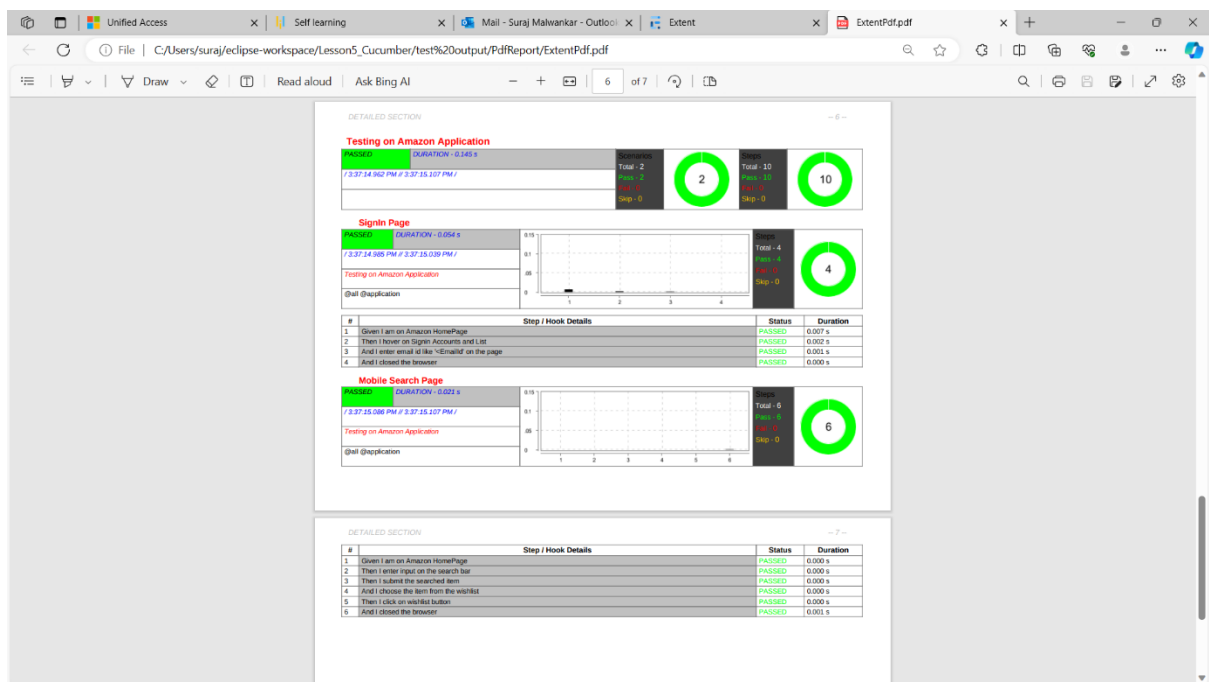 Unified Access
Self learning
Mail - Suraj Malwankar - Outlool
Extent
ExtentPdf.pdf
File | C:/Users/suraj/eclipse-workspace/Lesson5_Cucumber/test%20output/PdfReport/ExtentPdf.pdf
Draw
Read aloud
Ask Bing AI
6 of 7
DETAILED SECTION
-- 6 --
Testing on Amazon Application
PASSED DURATION - 0.145 s
/ 3:37:14.962 PM // 3:37:15.107 PM /
Scenarios
Total - 2
Pass - 2
Skip - 0
2
Steps
Total - 10
Pass - 10
Skip - 0
10
SignIn Page
PASSED DURATION - 0.054 s
/ 3:37:14.985 PM // 3:37:15.039 PM /
Testing on Amazon Application
@all @application
0.15
0.1
.05
0
1 2 3 4
Steps
Total - 4
Pass - 4
Skip - 0
4
# Step / Hook Details Status Duration
1 Given I am on Amazon HomePage PASSED 0.007 s
2 Then I hover on Signin Accounts and List PASSED 0.002 s
3 And I enter email id like '<EmailId' on the page PASSED 0.001 s
4 And I closed the browser PASSED 0.000 s
Mobile Search Page
PASSED DURATION - 0.021 s
/ 3:37:15.086 PM // 3:37:15.107 PM /
Testing on Amazon Application
@all @application
0.15
0.1
.05
0
1 2 3 4 5 6
Steps
Total - 6
Pass - 6
Skip - 0
6
DETAILED SECTION
-- 7 --
# Step / Hook Details Status Duration
1 Given I am on Amazon HomePage PASSED 0.000 s
2 Then I enter input on the search bar PASSED 0.000 s
3 Then I submit the searched item PASSED 0.000 s
4 And I choose the item from the wishlist PASSED 0.000 s
5 Then I click on wishlist button PASSED 0.000 s
6 And I closed the browser PASSED 0.001 s